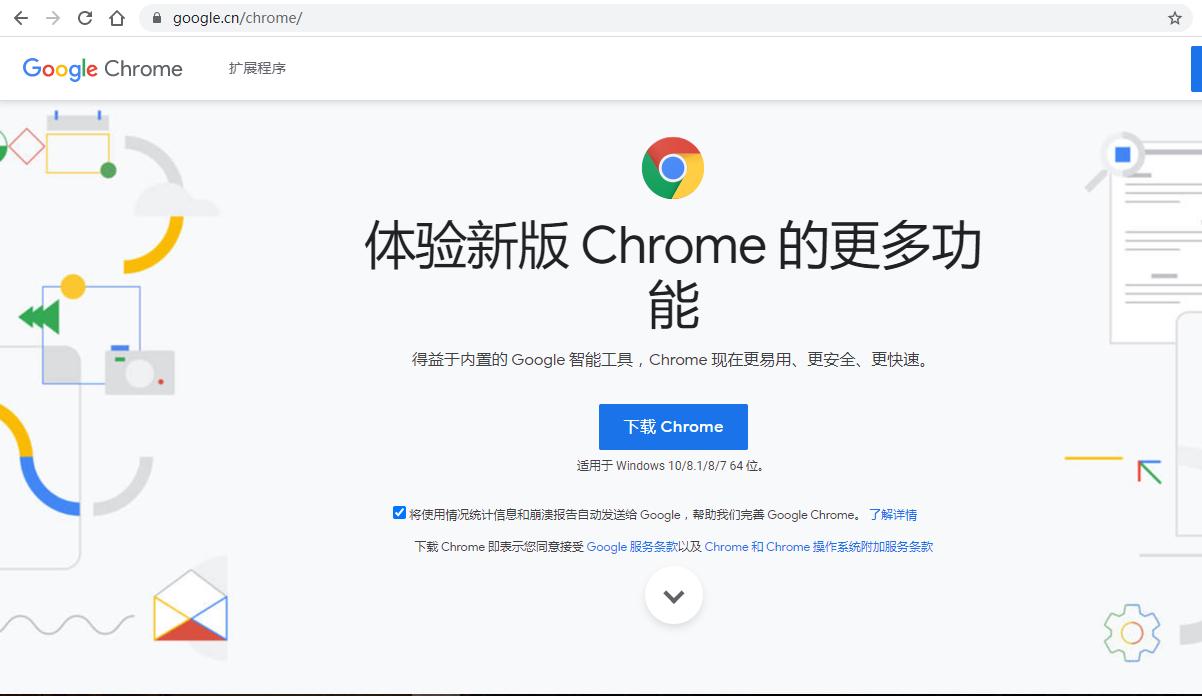 google.cn/chrome/
Google Chrome
扩展程序
体验新版 Chrome 的更多功
能
得益于内置的 Google 智能工具，Chrome 现在更易用、更安全、更快速。
下载 Chrome
适用于 Windows 10/8.1/8/7 64 位。
将使用情况统计信息和崩溃报告自动发送给 Google，帮助我们完善 Google Chrome。 了解详情
下载 Chrome 即表示您同意接受 Google 服务条款以及 Chrome 和 Chrome 操作系统附加服务条款